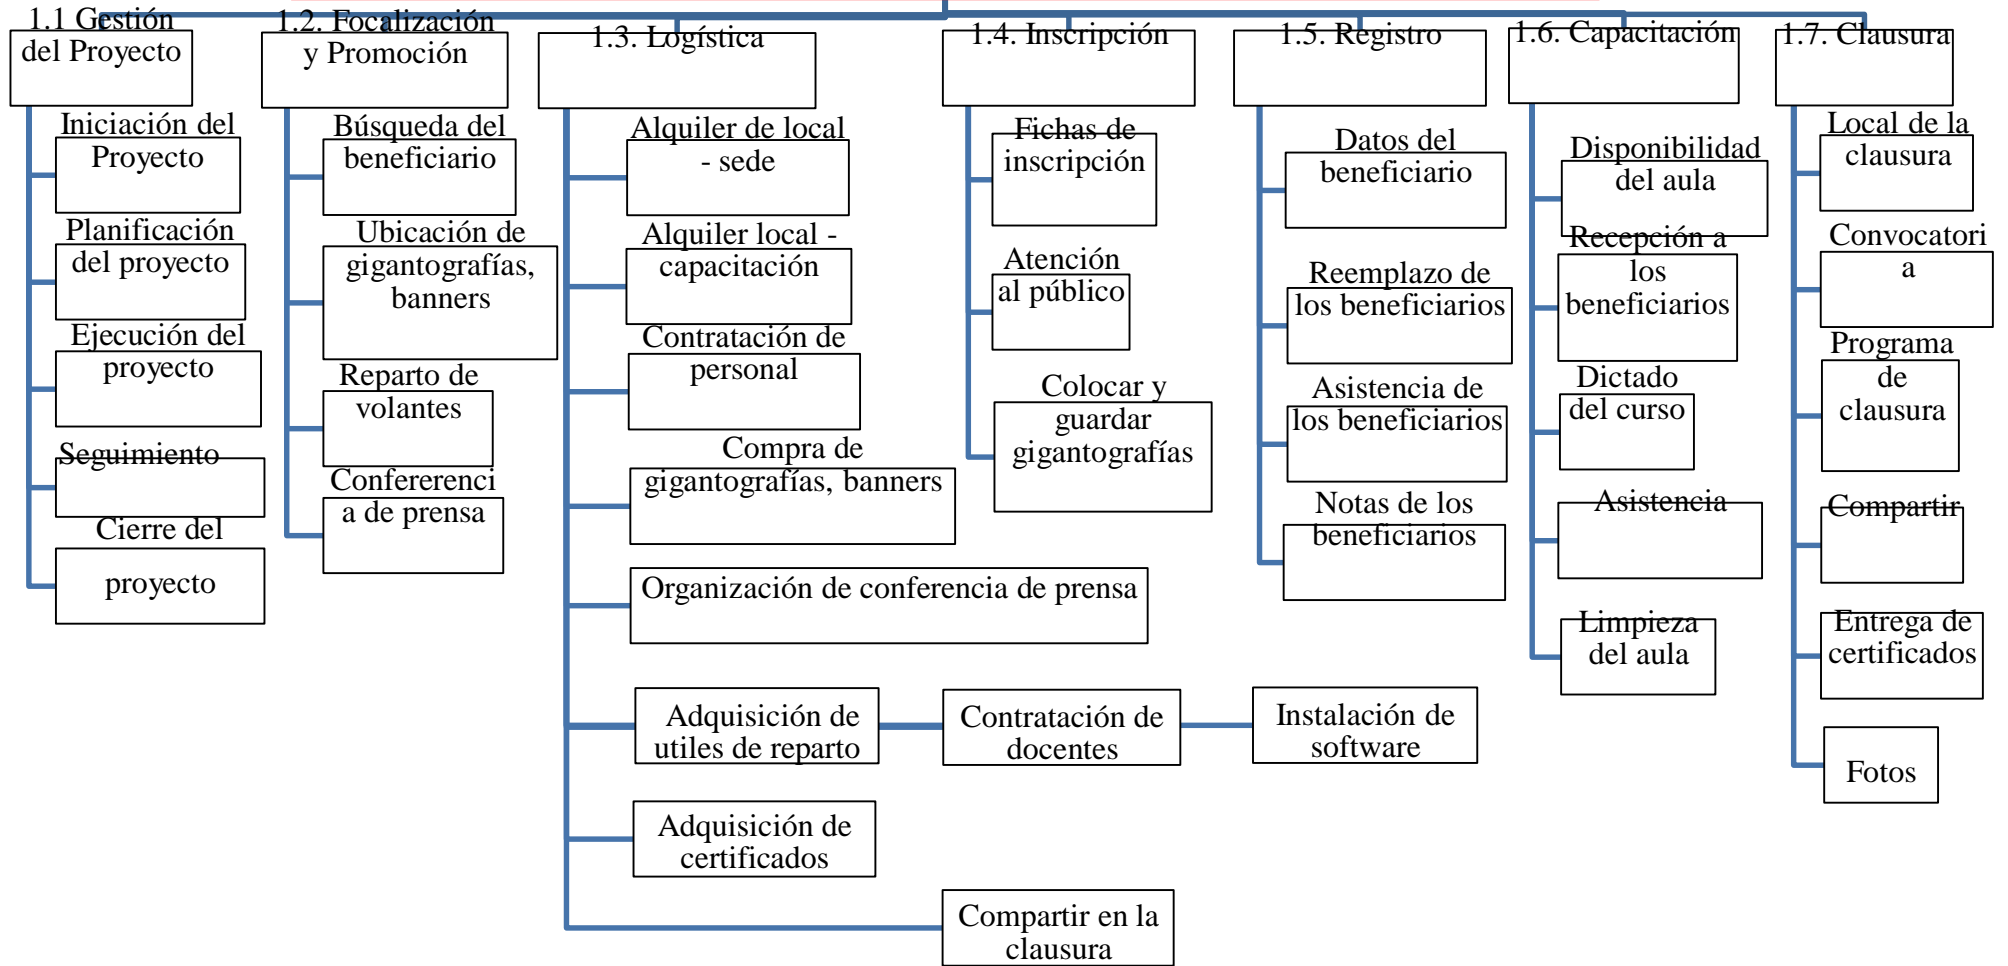 1.1 Gestión
del Proyecto
Iniciación del
Proyecto
Planificación
del proyecto
Ejecución del
proyecto
Seguimiento
Cierre del
proyecto
1.2. Focalización
y Promoción
Búsqueda del
beneficiario
Ubicación de
gigantografías,
banners
Reparto de
volantes
Confererenci
a de prensa
1.3. Logística
Alquiler de local
- sede
Alquiler local -
capacitación
Contratación de
personal
Compra de
gigantografías, banners
Organización de conferencia de prensa
Adquisición de
utiles de reparto
Contratación de
docentes
Instalación de
software
Adquisición de
certificados
Compartir en la
clausura
1.4. Inscripción
Fichas de
inscripción
Atención
al público
Colocar y
guardar
gigantografías
1.5. Registro
Datos del
beneficiario
Reemplazo de
los beneficiarios
Asistencia de
los beneficiarios
Notas de los
beneficiarios
1.6. Capacitación
Disponibilidad
del aula
Recepción a
los
beneficiarios
Dictado
del curso
Asistencia
Limpieza
del aula
1.7. Clausura
Local de la
clausura
Convocatori
a
Programa
de
clausura
Compartir
Entrega de
certificados
Fotos